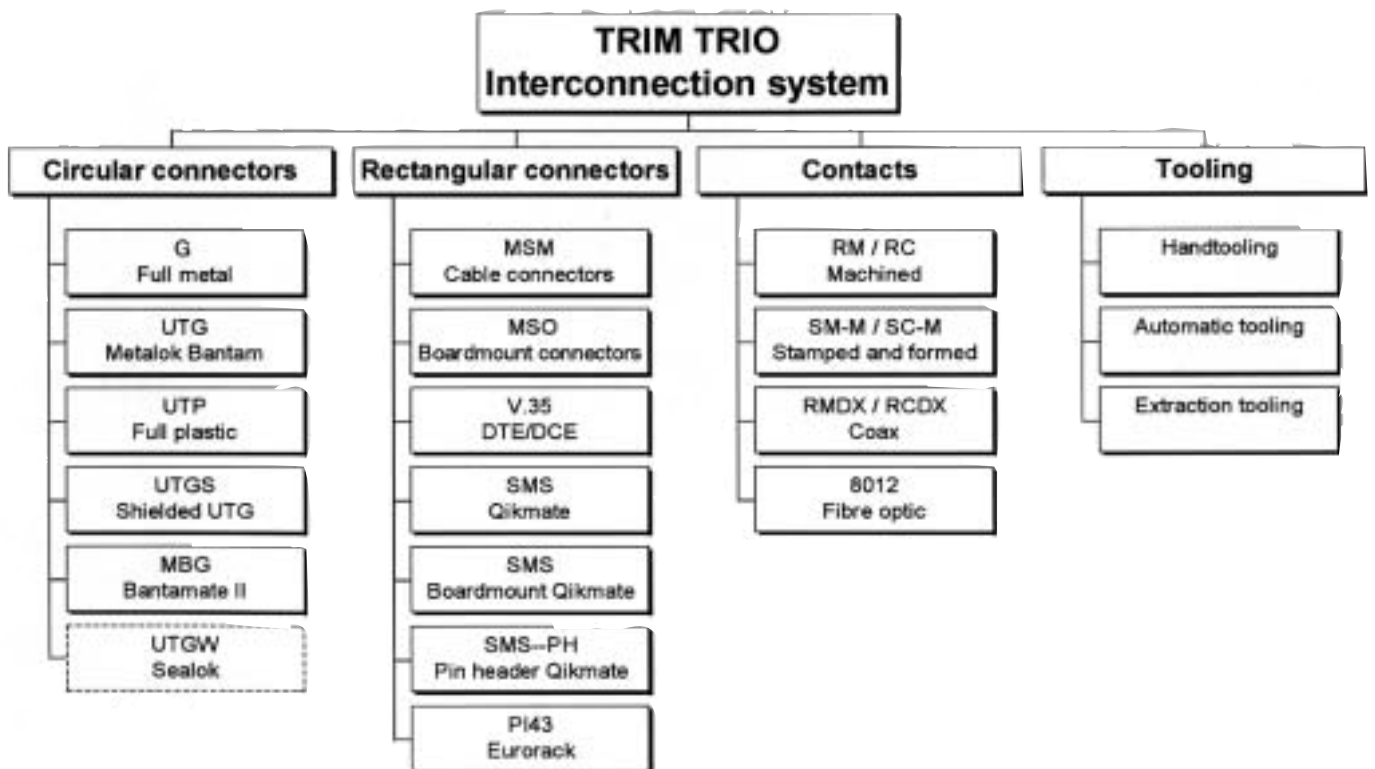 TRIM TRIO
Interconnection system
Circular connectors
G
Full metal
UTG
Metalok Bantam
UTP
Full plastic
UTGS
Shielded UTG
MBG
Bantamate II
UTGW
Sealok
Rectangular connectors
MSM
Cable connectors
MSO
Boardmount connectors
V.35
DTE/DCE
SMS
Qikmate
SMS
Boardmount Qikmate
SMS--PH
Pin header Qikmate
PI43
Eurorack
Contacts
RM / RC
Machined
SM-M / SC-M
Stamped and formed
RMDX / RCDX
Coax
8012
Fibre optic
Tooling
Handtooling
Automatic tooling
Extraction tooling